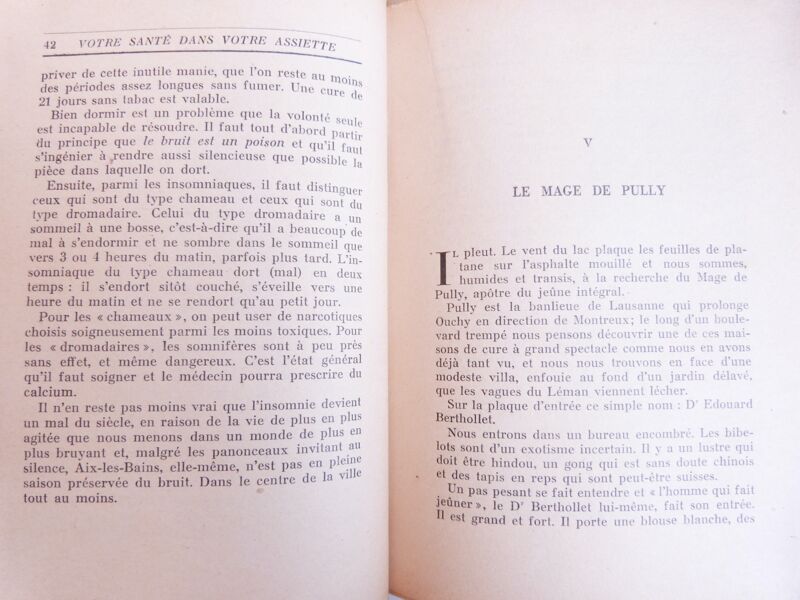 42 VOTRE SANTÉ DANS VOTRE ASSIETTE
priver de cette inutile manie, que l'on reste au moins
des périodes assez longues sans fumer. Une cure de
21 jours sans tabac est valable.
Bien dormir est un problème que la volonté seule
est incapable de résoudre. Il faut tout d'abord partir
du principe que le bruit est un poison et qu'il faut
s'ingénier à rendre aussi silencieuse que possible la
pièce dans laquelle on dort.
Ensuite, parmi les insomniaques, il faut distinguer
ceux qui sont du type chameau et ceux qui sont du
type dromadaire. Celui du type dromadaire a un
sommeil à une bosse, c'est-à-dire qu'il a beaucoup de
mal à s'endormir et ne sombre dans le sommeil que
vers 3 ou 4 heures du matin, parfois plus tard. L'in-
somniaque du type chameau dort (mal) en deux
temps : il s'endort sitôt couché, s'éveille vers une
heure du matin et ne se rendort qu'au petit jour.
Pour les « chameaux », on peut user de narcotiques
choisis soigneusement parmi les moins toxiques. Pour
les « dromadaires », les somnifères sont à peu près
sans effet, et même dangereux. C'est l'état général
qu'il faut soigner et le médecin pourra prescrire du
calcium.
Il n'en reste pas moins vrai que l'insomnie devient
un mal du siècle, en raison de la vie de plus en plus
agitée que nous menons dans un monde de plus en
plus bruyant et, malgré les panonceaux invitant au
silence, Aix-les-Bains, elle-même, n'est pas en pleine
saison préservée du bruit. Dans le centre de la ville
tout au moins.
V
LE MAGE DE PULLY
IL pleut. Le vent du lac plaque les feuilles de pla-
tane sur l'asphalte mouillé et nous sommes,
humides et transis, à la recherche du Mage de
Pully, apôtre du jeûne intégral.
Pully est la banlieue de Lausanne qui prolonge
Ouchy en direction de Montreux; le long d'un boule-
vard trempé nous pensons découvrir une de ces mai-
sons de cure à grand spectacle comme nous en avons
déjà tant vu, et nous nous trouvons en face d'une
modeste villa, enfouie au fond d'un jardin délavé,
que les vagues du Léman viennent lécher.
Sur la plaque d'entrée ce simple nom : Dr Edouard
Berthollet.
Nous entrons dans un bureau encombré. Les bibe-
lots sont d'un exotisme incertain. Il y a un lustre qui
doit être hindou, un gong qui est sans doute chinois
et des tapis en reps qui sont peut-être suisses.
Un pas pesant se fait entendre et « l'homme qui fait
jeûner », le Dr Berthollet lui-même, fait son entrée.
Il est grand et fort. Il porte une blouse blanche, des